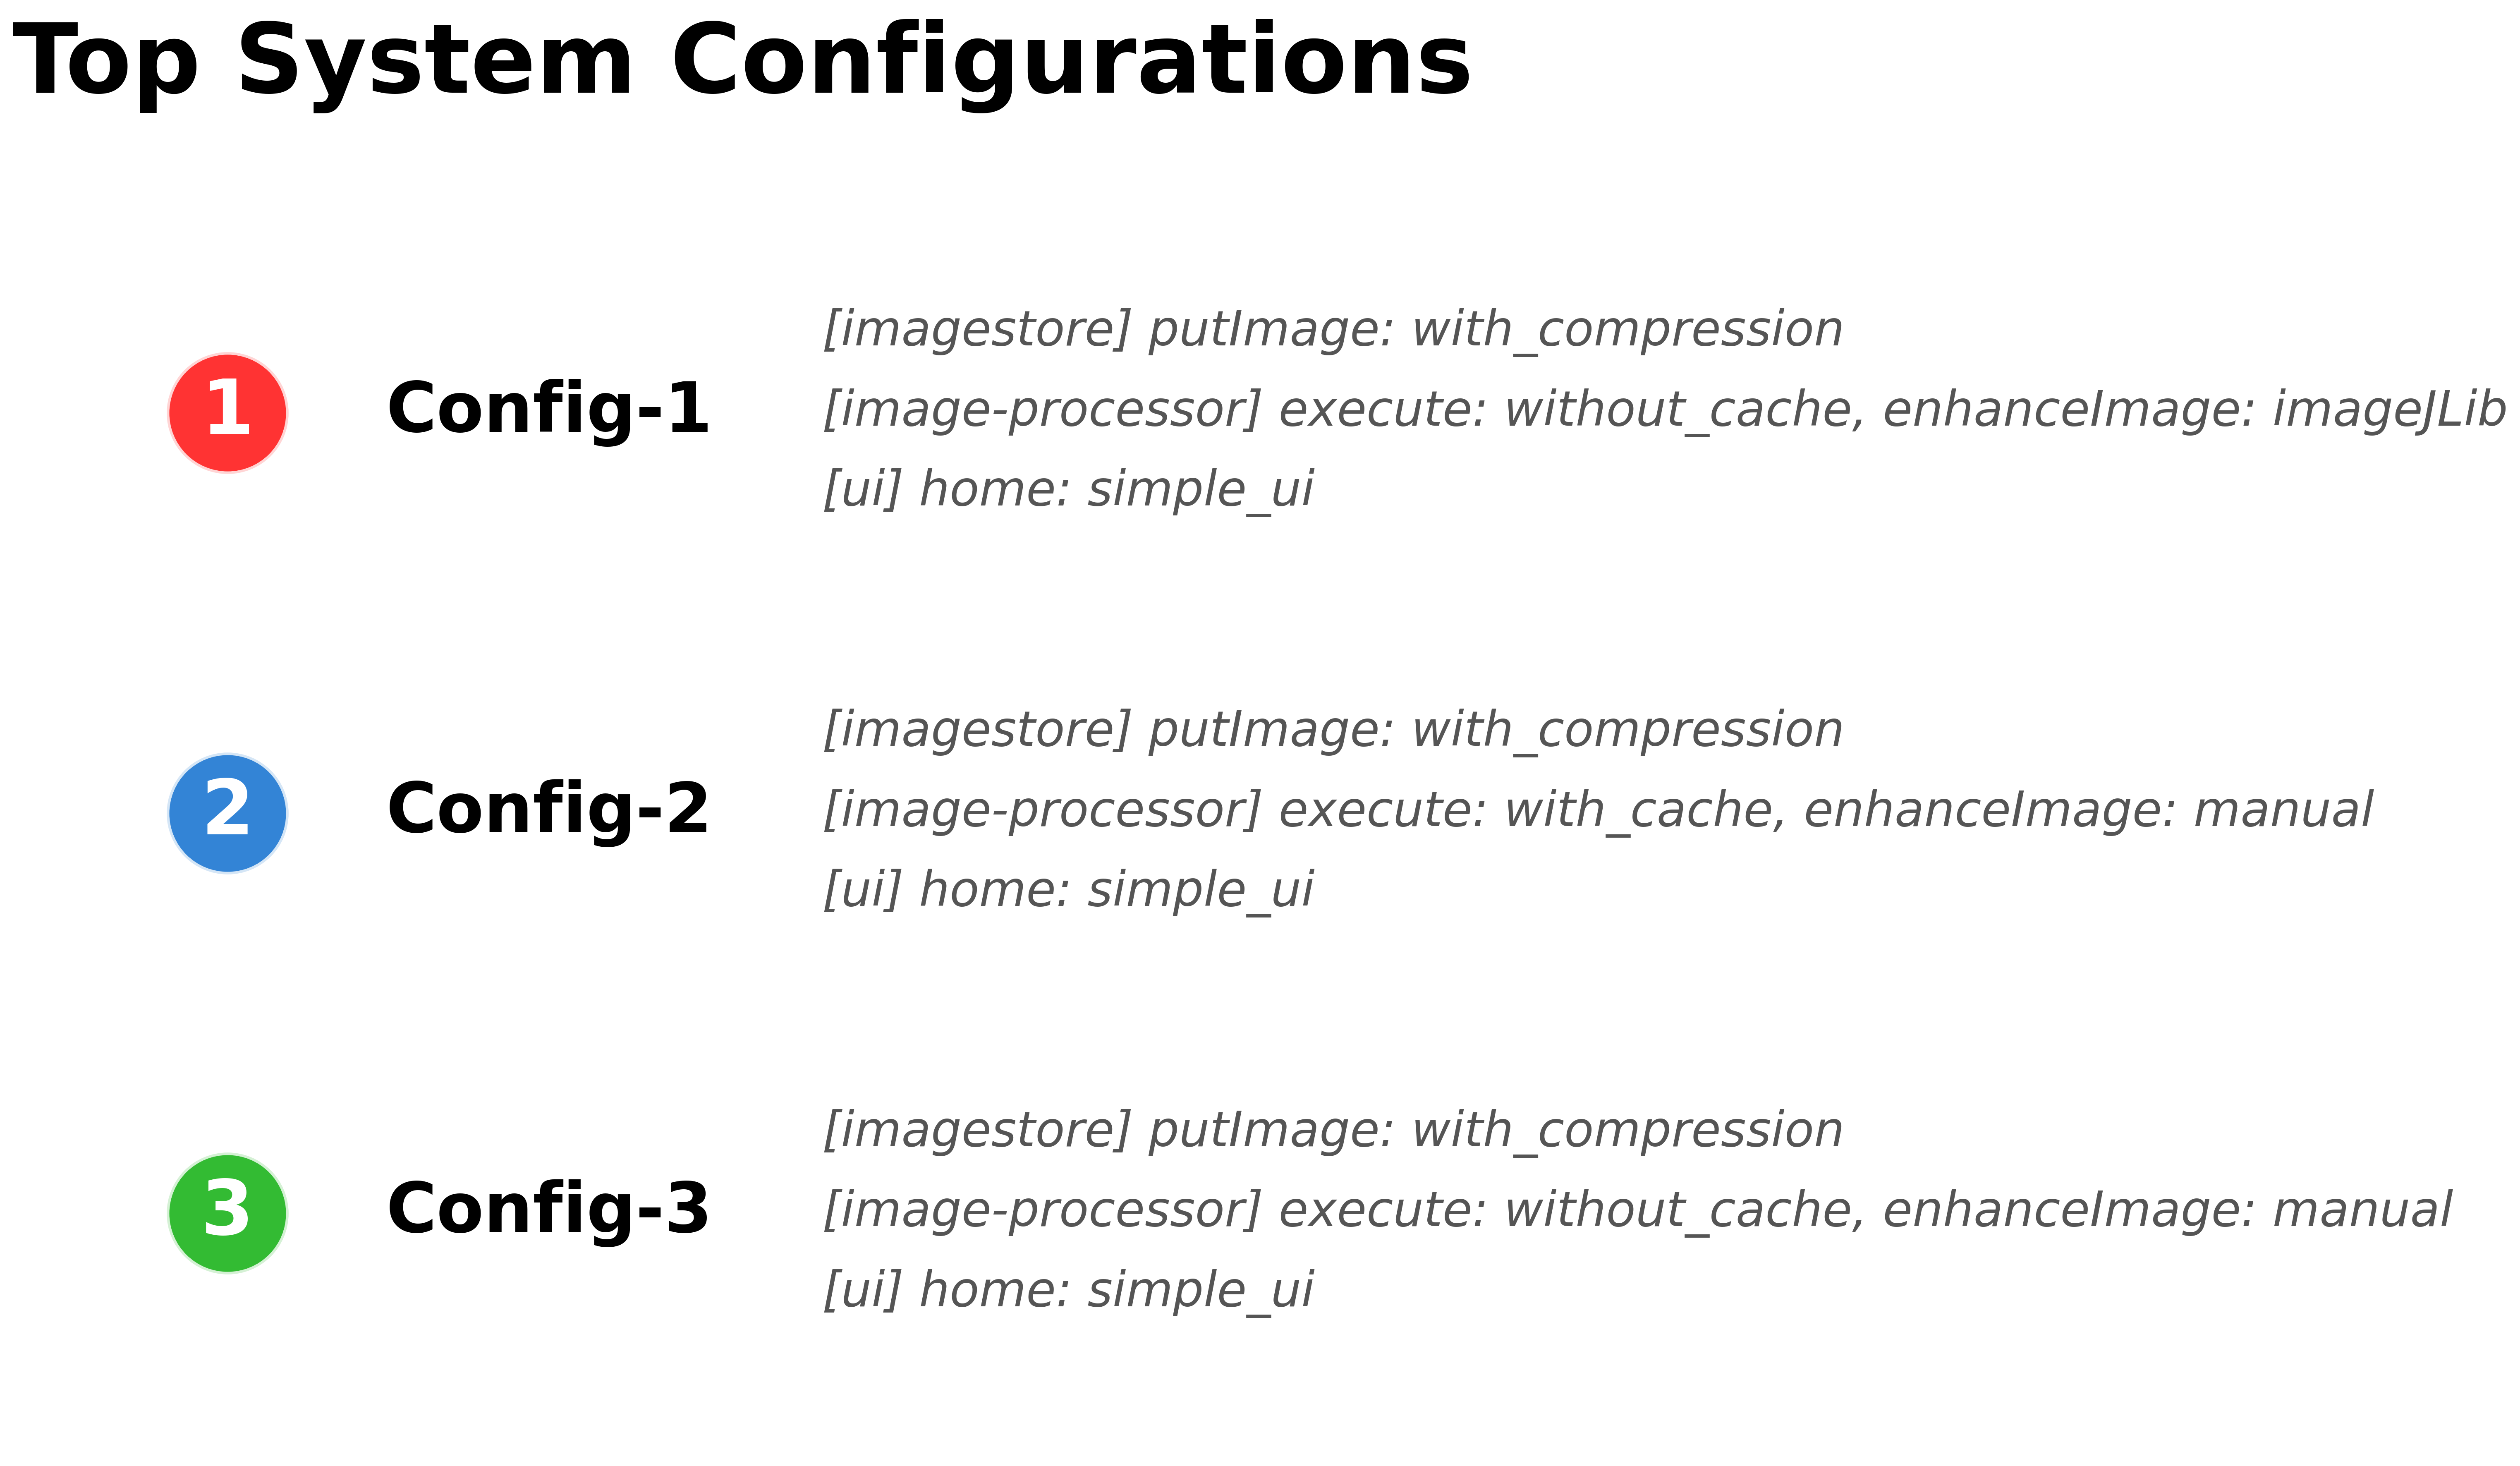 Top System Configurations
[imagestore] putImage: with_compression
1 Config-1 [image-processor] execute: without_cache, enhanceImage: imageJLib
[ui] home: simple_ui
[imagestore] putImage: with_compression
2 Config-2 [image-processor] execute: with_cache, enhanceImage: manual
[ui] home: simple_ui
[imagestore] putImage: with_compression
3 Config-3 [image-processor] execute: without_cache, enhanceImage: manual
[ui] home: simple_ui